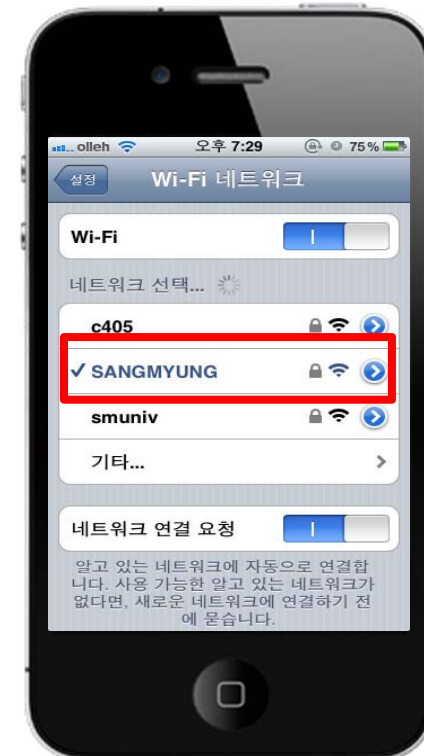 olleh 오후 7:29 75%
설정 Wi-Fi 네트워크
Wi-Fi
네트워크 선택...
c405
✓ SANGMYUNG
smuniv
기타...
네트워크 연결 요청
알고 있는 네트워크에 자동으로 연결합
니다. 사용 가능한 알고 있는 네트워크가
없다면, 새로운 네트워크에 연결하기 전
에 묻습니다.